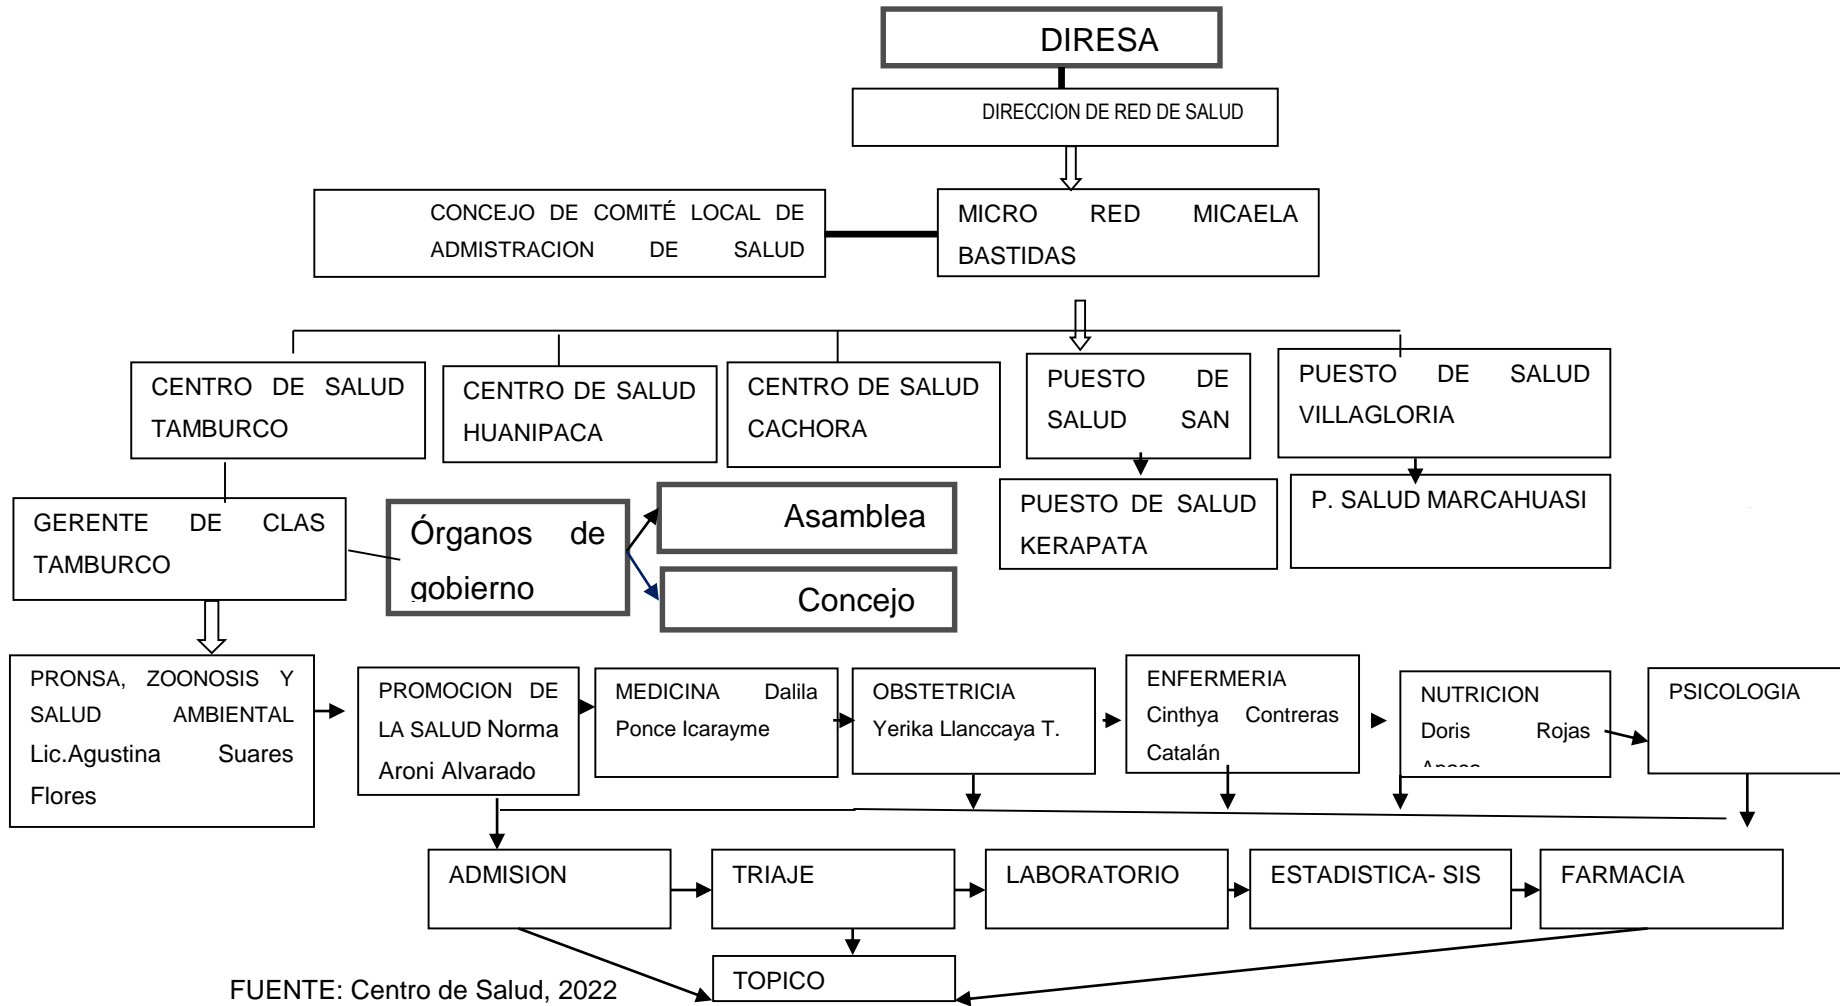 DIRESA
DIRECCION DE RED DE SALUD
CONCEJO DE COMITÉ LOCAL DE
ADMISTRACION DE SALUD
MICRO RED MICAELA
BASTIDAS
CENTRO DE SALUD
TAMBURCO
CENTRO DE SALUD
HUANIPACA
CENTRO DE SALUD
CACHORA
PUESTO DE
SALUD SAN
PUESTO DE SALUD
VILLAGLORIA
GERENTE DE CLAS
TAMBURCO
Órganos de
gobierno
Asamblea
Concejo
PUESTO DE SALUD
KERAPATA
P. SALUD MARCAHUASI
PRONSA, ZOONOSIS Y
SALUD AMBIENTAL
Lic.Agustina Suares
Flores
PROMOCION DE
LA SALUD Norma
Aroni Alvarado
MEDICINA Dalila
Ponce Icarayme
OBSTETRICIA
Yerika Llanccaya T.
ENFERMERIA
Cinthya Contreras
Catalán
NUTRICION
Doris Rojas
PSICOLOGIA
ADMISION
TRIAJE
LABORATORIO
ESTADISTICA- SIS
FARMACIA
TOPICO
FUENTE: Centro de Salud, 2022